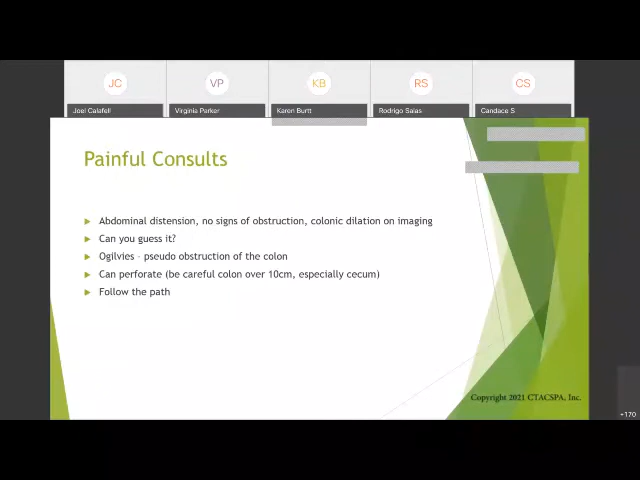 JC
VP
KB
RS
CS
Joel Calafell
Virginia Parker
Karen Burtt
Rodrigo Salas
Candace S
Painful Consults
Abdominal distension, no signs of obstruction, colonic dilation on imaging
Can you guess it?
Ogilvies – pseudo obstruction of the colon
Can perforate (be careful colon over 10cm, especially cecum)
Follow the path
Copyright 2021 CTACSPA, Inc.
+170